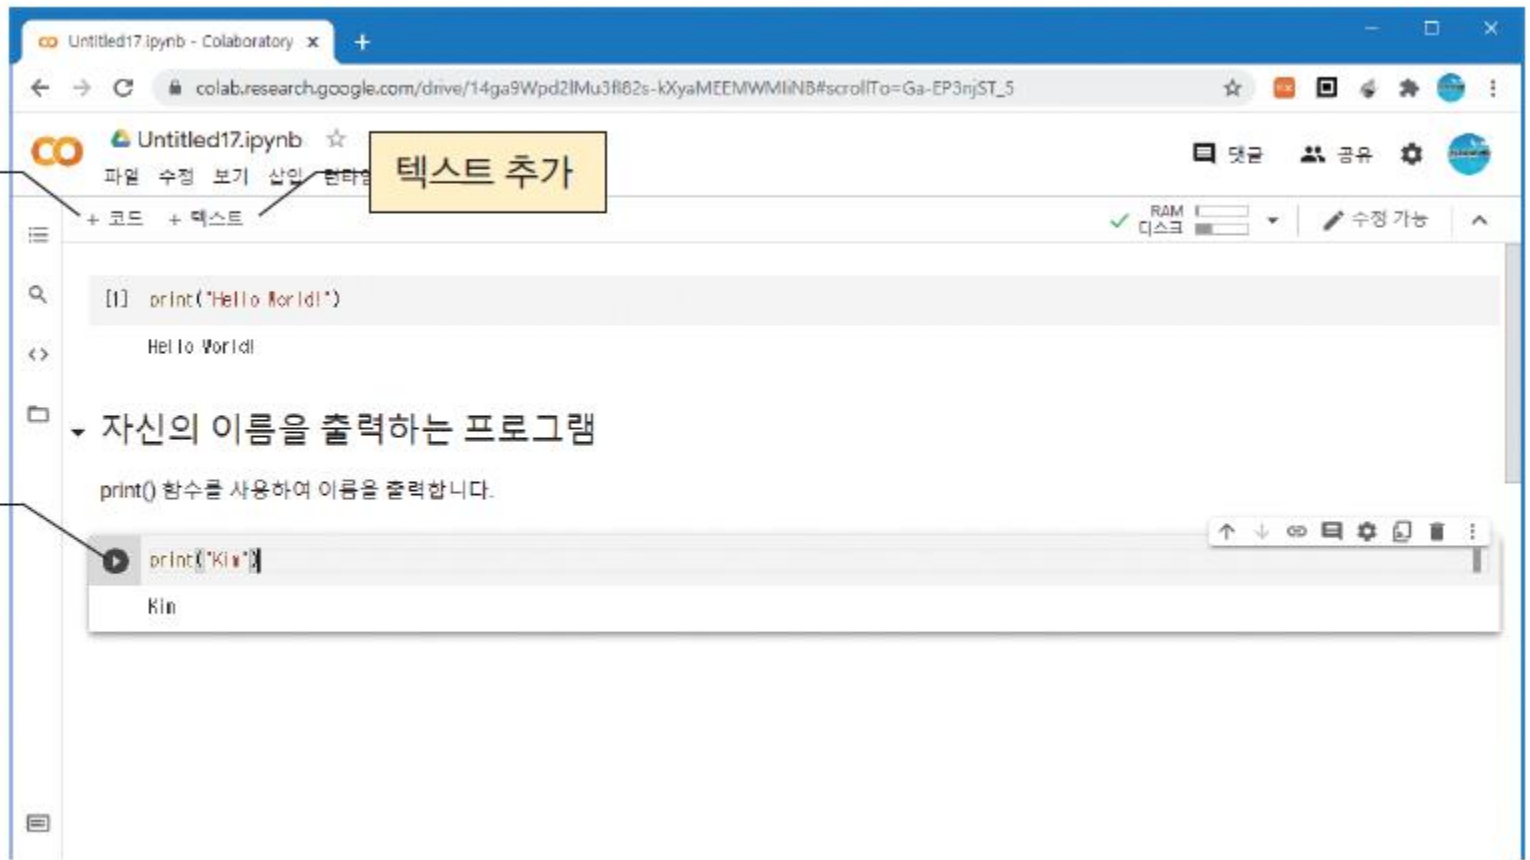 Untitled17.ipynb - Colaboratory
colab.research.google.com/drive/14ga9Wpd2lMu3fl82s-kXyaMEEMWMliNB#scrollTo=Ga-EP3njST_5
Untitled17.ipynb
댓글 공유
파일 수정 보기 삽입 런타임
텍스트 추가
+ 코드 + 텍스트
RAM
디스크
수정 가능
[1] print("Hello World!")
Hello World!
자신의 이름을 출력하는 프로그램
print() 함수를 사용하여 이름을 출력합니다.
print("Kim")
Kim